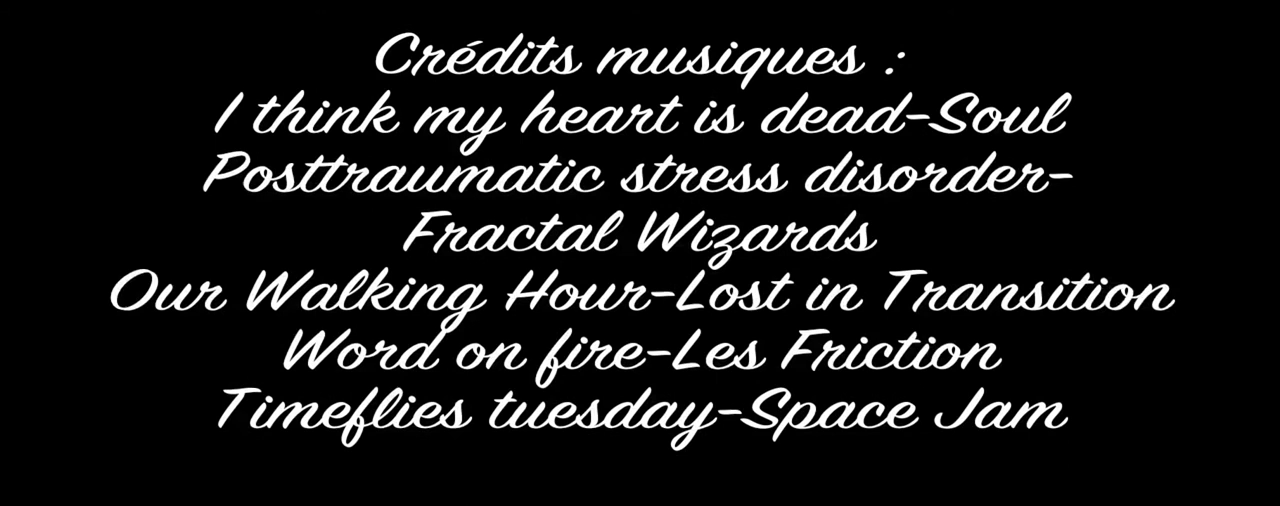 Crédits musiques :
I think my heart is dead-Soul
Posttraumatic stress disorder-
Fractal Wizards
Our Walking Hour-Lost in Transition
Word on fire-Les Friction
Timeflies tuesday-Space Jam